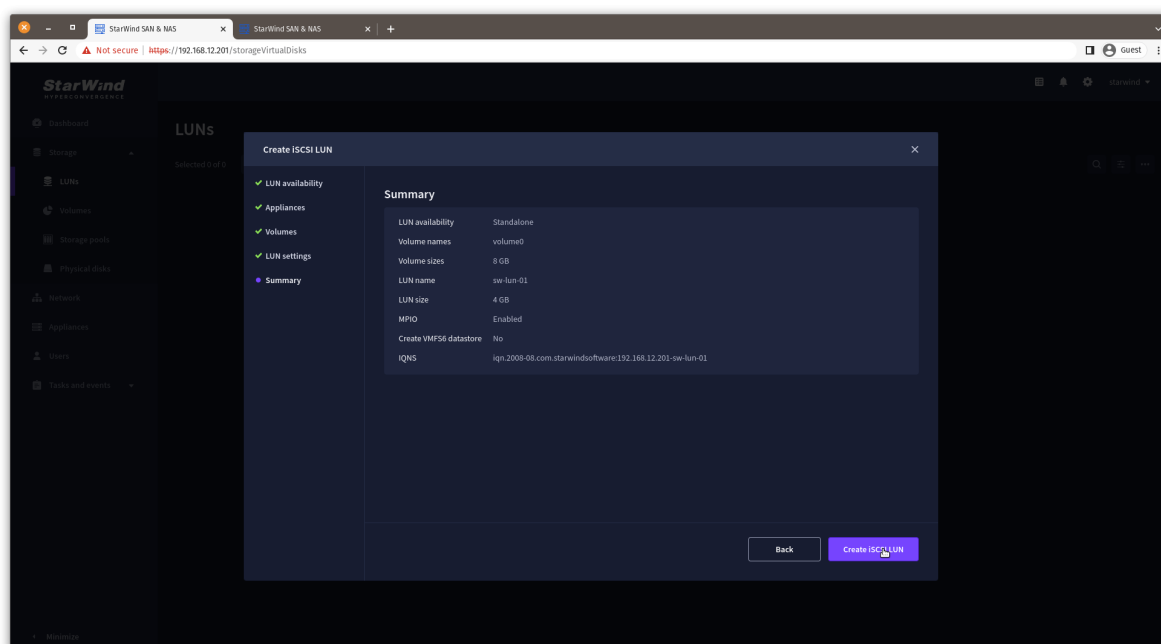 StarWind SAN & NAS
StarWind SAN & NAS
Not secure | https://192.168.12.201/storageVirtualDisks
Guest
StarWind
HYPERCONVERGENCE
starwind
Dashboard
LUNs
Storage
Selected 0 of 0
LUNs
Volumes
Storage pools
Physical disks
Network
Appliances
Users
Tasks and events
Minimize
Create iSCSI LUN
LUN availability
Appliances
Volumes
LUN settings
Summary
Summary
LUN availability Standalone
Volume names volume0
Volume sizes 8 GB
LUN name sw-lun-01
LUN size 4 GB
MPIO Enabled
Create VMFS6 datastore No
IQNS iqn.2008-08.com.starwindsoftware:192.168.12.201-sw-lun-01
Back
Create iSCSI LUN